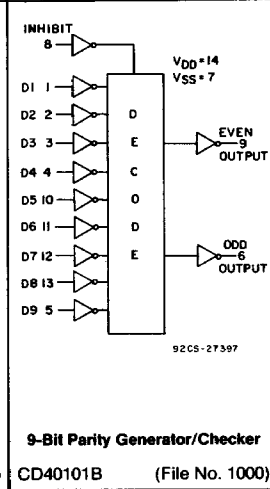 INHIBIT
8
VDD=14
VSS=7
D1 1
D2 2
D3 3
D4 4
D5 10
D6 11
D7 12
D8 13
D9 5
D
E
C
O
D
E
EVEN
9
OUTPUT
ODD
6
OUTPUT
92CS-27397
9-Bit Parity Generator/Checker
CD40101B (File No. 1000)